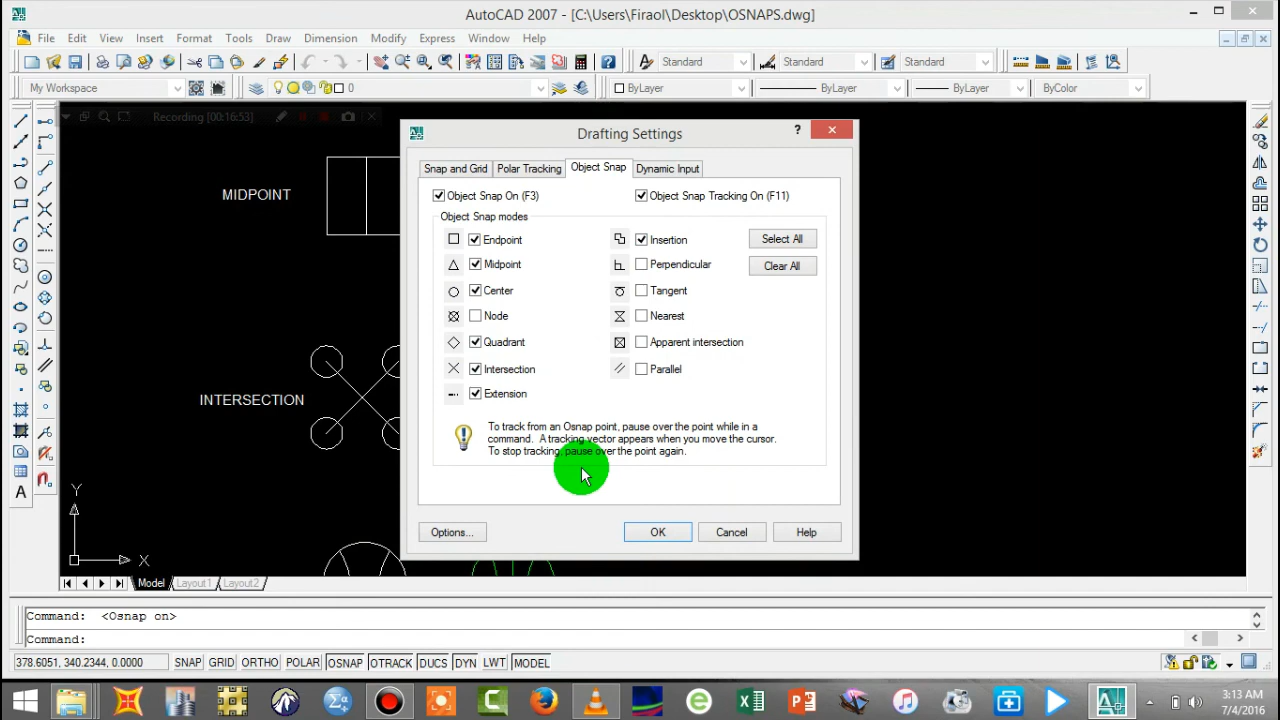 AutoCAD 2007 - [C:\Users\Firaol\Desktop\OSNAPS.dwg]
File Edit View Insert Format Tools Draw Dimension Modify Express Window Help
Standard Standard Standard
My Workspace 0 ByLayer ByLayer ByLayer ByColor
Recording [00:16:53]
Drafting Settings
Snap and Grid Polar Tracking Object Snap Dynamic Input
MIDPOINT
Object Snap On (F3) Object Snap Tracking On (F11)
Object Snap modes
Endpoint Insertion Select All
Midpoint Perpendicular Clear All
Center Tangent
Node Nearest
Quadrant Apparent intersection
Intersection Parallel
Extension
INTERSECTION
To track from an Osnap point, pause over the point while in a
command. A tracking vector appears when you move the cursor.
To stop tracking, pause over the point again.
Y
X
Options... OK Cancel Help
Model Layout1 Layout2
Command: <Osnap on>
Command:
378.6051, 340.2344, 0.0000 SNAP GRID ORTHO POLAR OSNAP OTRACK DUCS DYN LWT MODEL
3:13 AM
7/4/2016